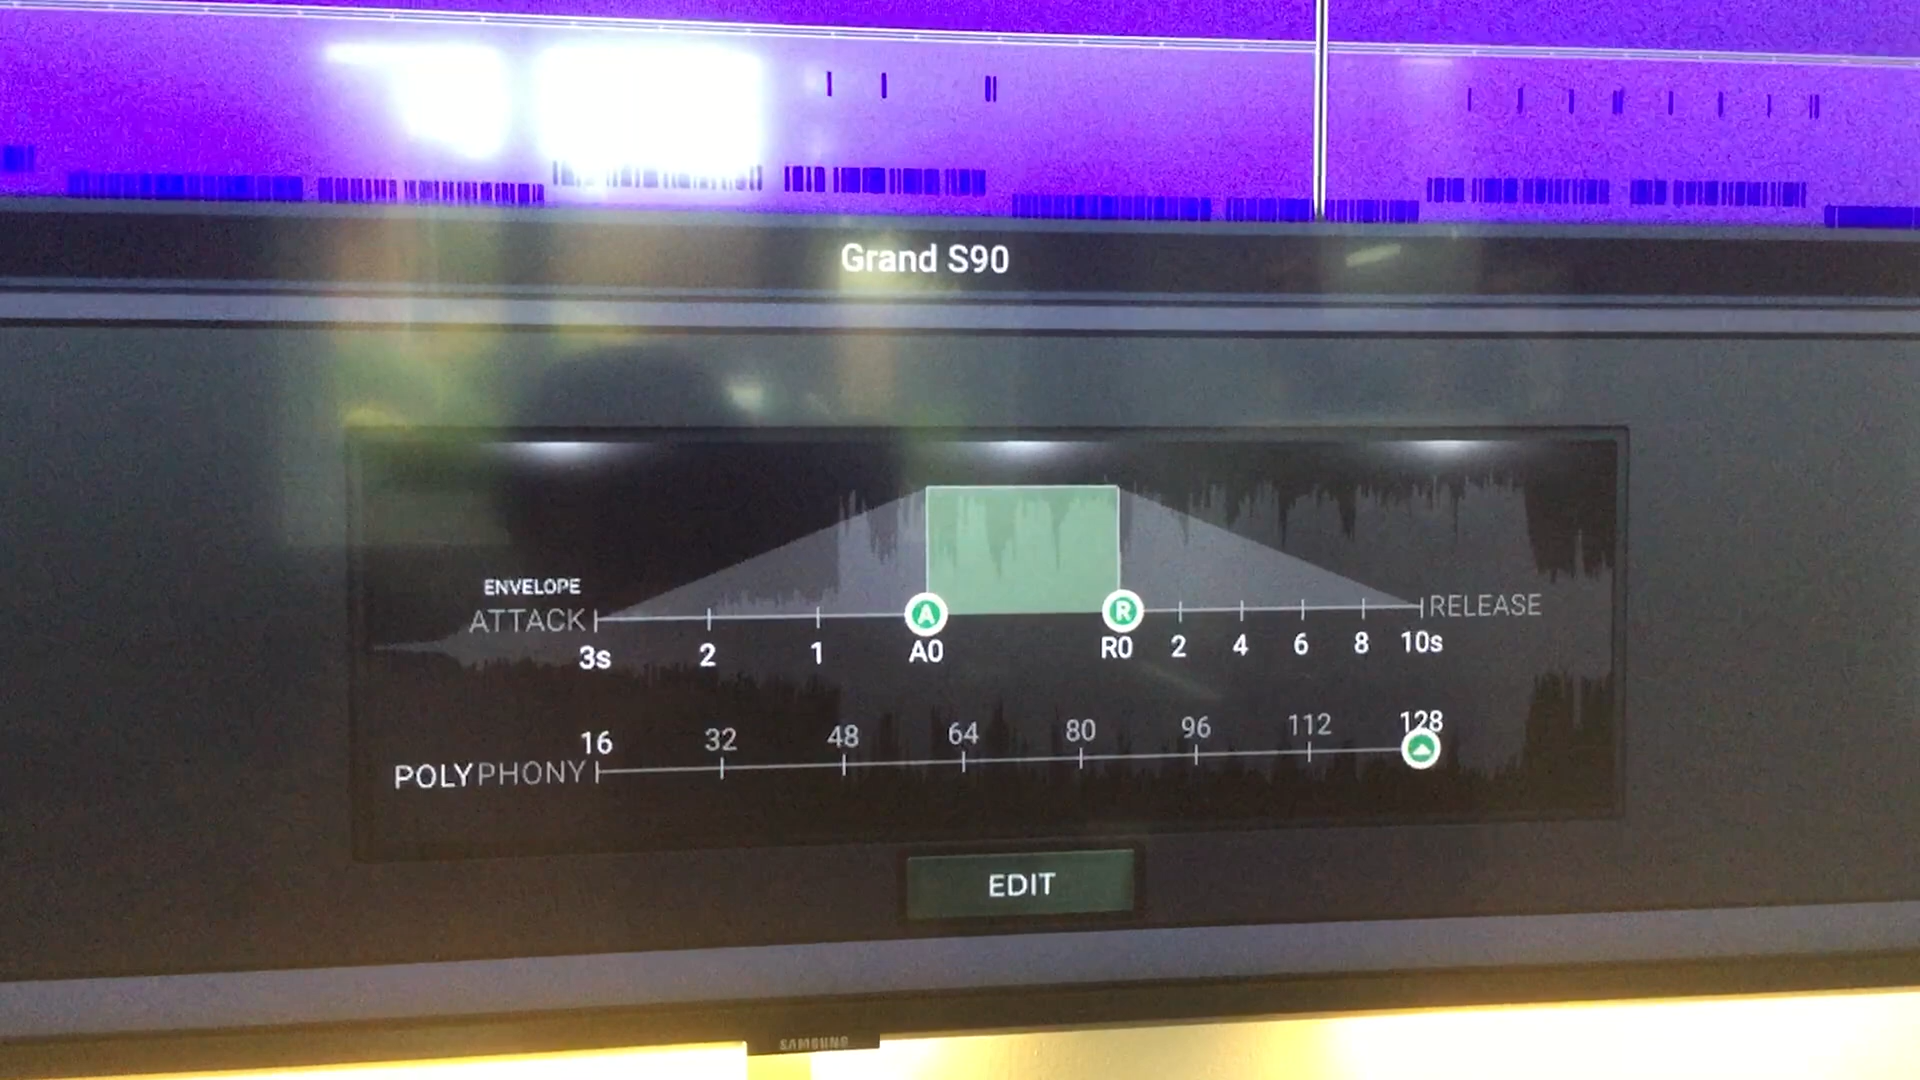 Grand S90
ENVELOPE
ATTACK
RELEASE
A
R
3s 2 1 A0 R0 2 4 6 8 10s
16 32 48 64 80 96 112 128
POLYPHONY
EDIT
SAMSUNG